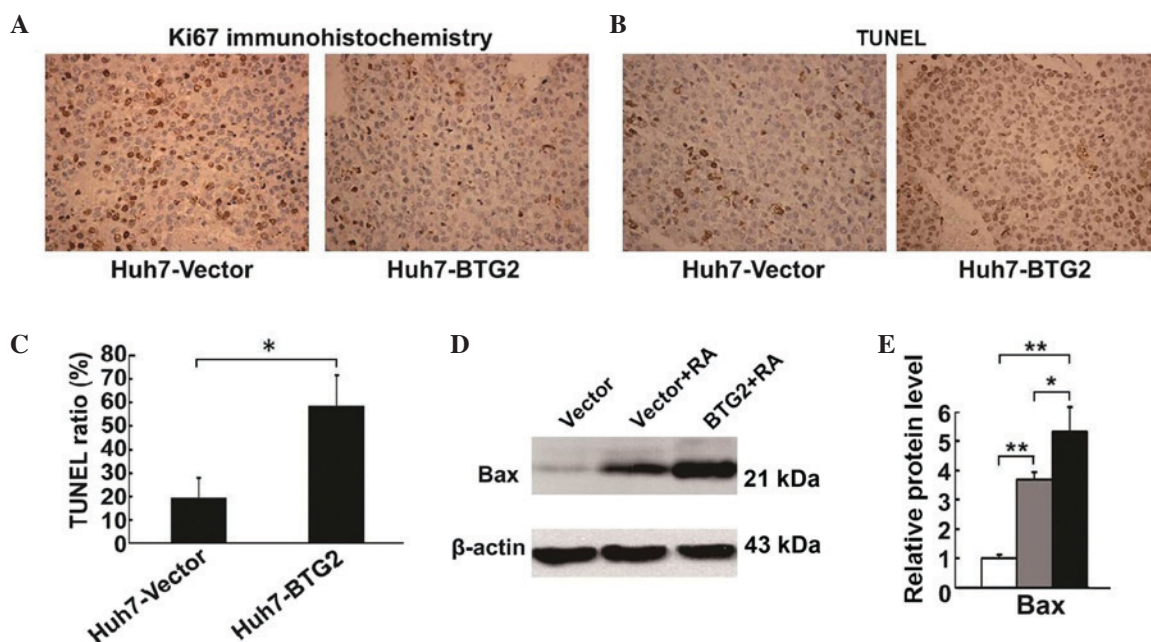 A
Ki67 immunohistochemistry
Huh7-Vector
Huh7-BTG2
B
TUNEL
Huh7-Vector
Huh7-BTG2
C
TUNEL ratio (%)
80
70
60
50
40
30
20
10
0
*
Huh7-Vector
Huh7-BTG2
D
Vector
Vector+RA
BTG2+RA
Bax
21 kDa
β-actin
43 kDa
E
Relative protein level
6
5
4
3
2
1
0
**
*
**
Bax